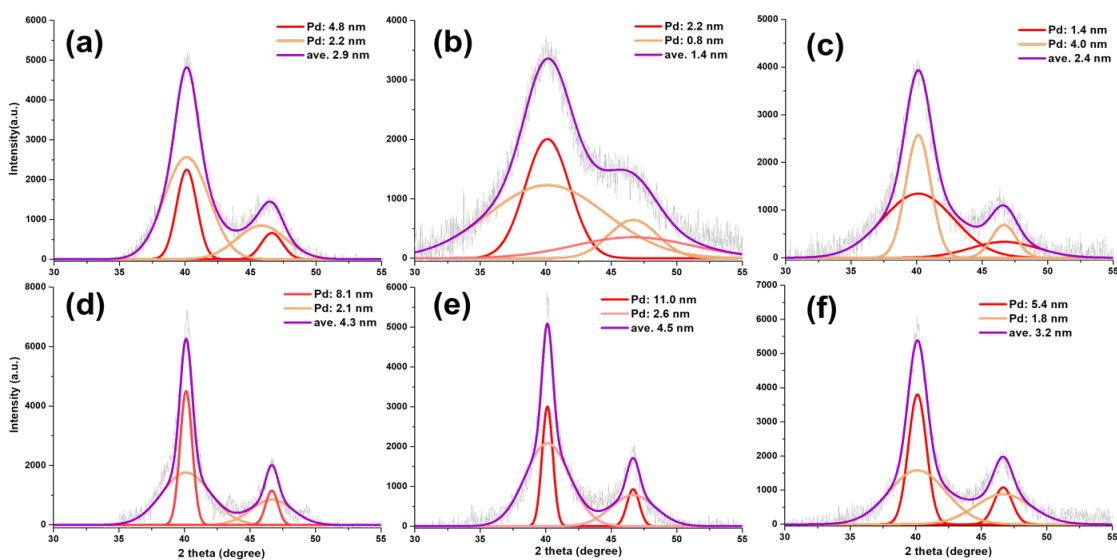 (a)
Pd: 4.8 nm
Pd: 2.2 nm
ave. 2.9 nm
Intensity(a.u.)
6000
5000
4000
3000
2000
1000
0
30 35 40 45 50 55
(b)
Pd: 2.2 nm
Pd: 0.8 nm
ave. 1.4 nm
4000
3000
2000
1000
0
30 35 40 45 50 55
(c)
Pd: 1.4 nm
Pd: 4.0 nm
ave. 2.4 nm
5000
4000
3000
2000
1000
0
30 35 40 45 50 55
(d)
Pd: 8.1 nm
Pd: 2.1 nm
ave. 4.3 nm
Intensity (a.u.)
8000
6000
4000
2000
0
30 35 40 45 50 55
2 theta (degree)
(e)
Pd: 11.0 nm
Pd: 2.6 nm
ave. 4.5 nm
6000
5000
4000
3000
2000
1000
0
30 35 40 45 50 55
2 theta (degree)
(f)
Pd: 5.4 nm
Pd: 1.8 nm
ave. 3.2 nm
7000
6000
5000
4000
3000
2000
1000
0
30 35 40 45 50 55
2 theta (degree)